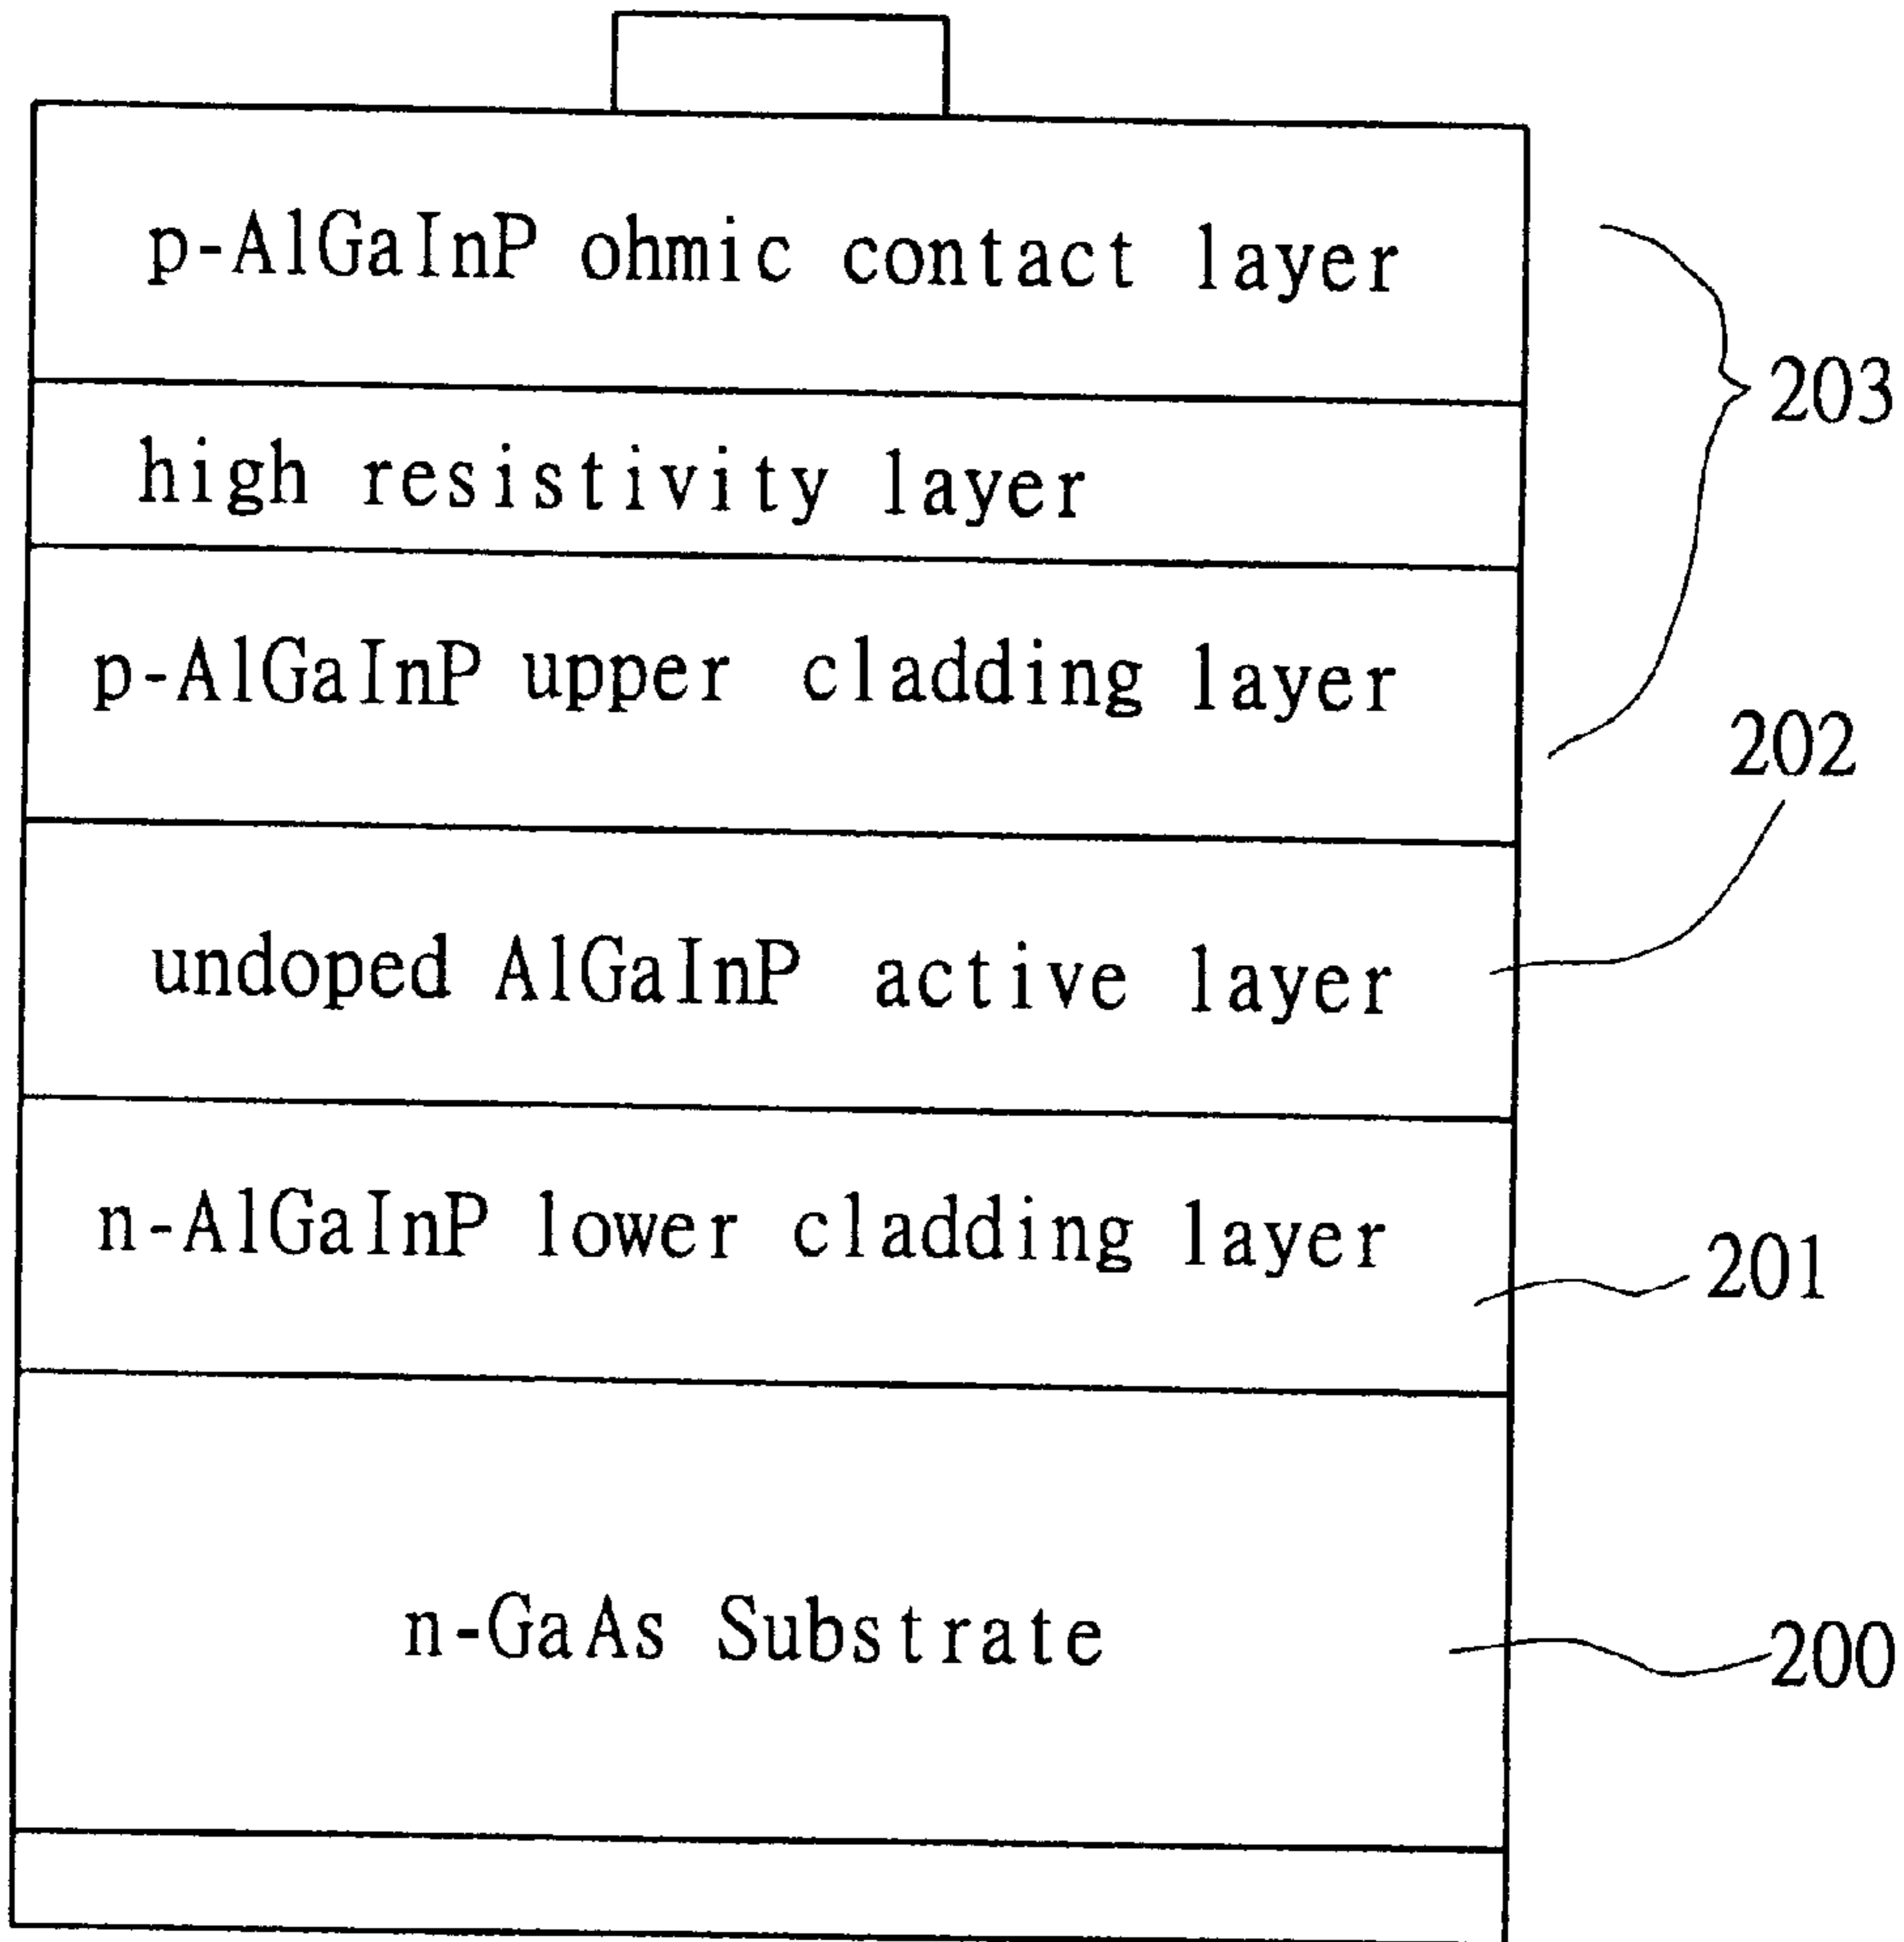 p-AlGaInP ohmic contact layer
203
high resistivity layer
p-AlGaInP upper cladding layer
202
undoped AlGaInP active layer
n-AlGaInP lower cladding layer
201
n-GaAs Substrate
200